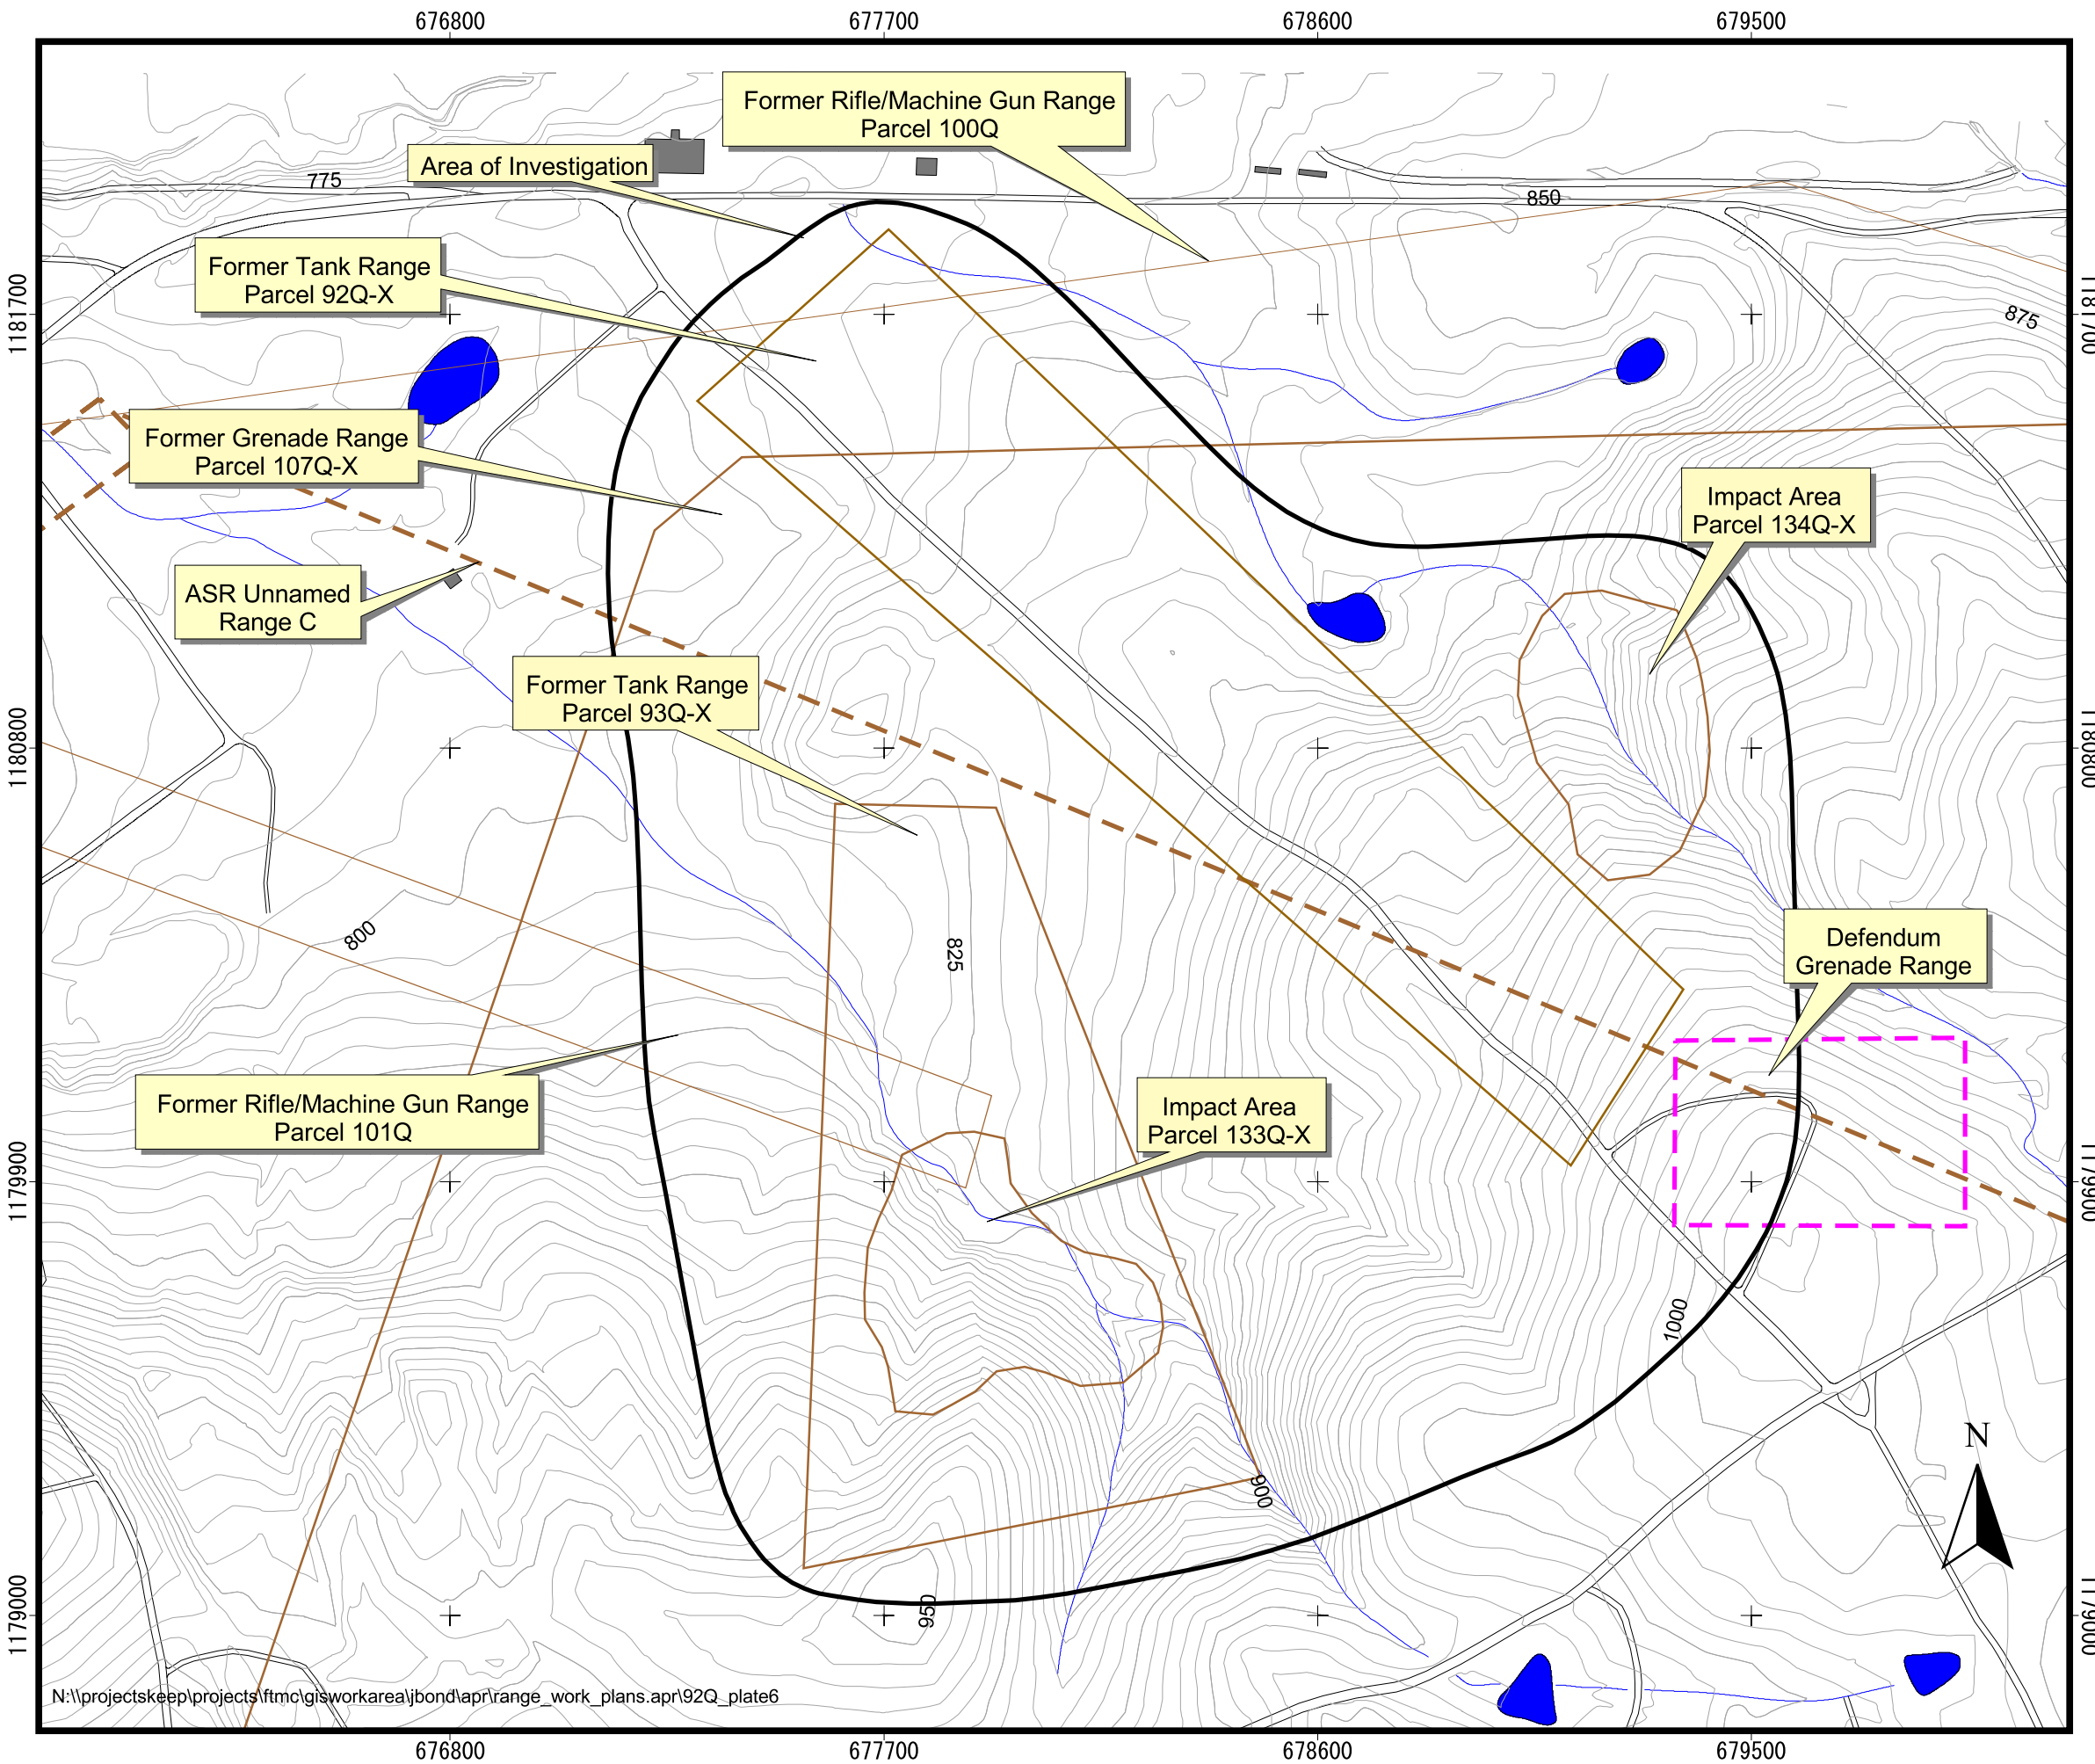 676800
677700
678600
679500
Former Rifle/Machine Gun Range
Parcel 100Q
Area of Investigation
775
850
Former Tank Range
Parcel 92Q-X
1181700
1181700
875
Former Grenade Range
Parcel 107Q-X
Impact Area
Parcel 134Q-X
ASR Unnamed
Range C
Former Tank Range
Parcel 93Q-X
1180800
1180800
800
825
Defendum
Grenade Range
Former Rifle/Machine Gun Range
Parcel 101Q
Impact Area
Parcel 133Q-X
1179900
1179900
1000
N
900
950
1179000
1179000
N:\\projectskeep\projects\ftmc\gisworkarea\jbond\apr\range_work_plans.apr\92Q_plate6
676800
677700
678600
679500